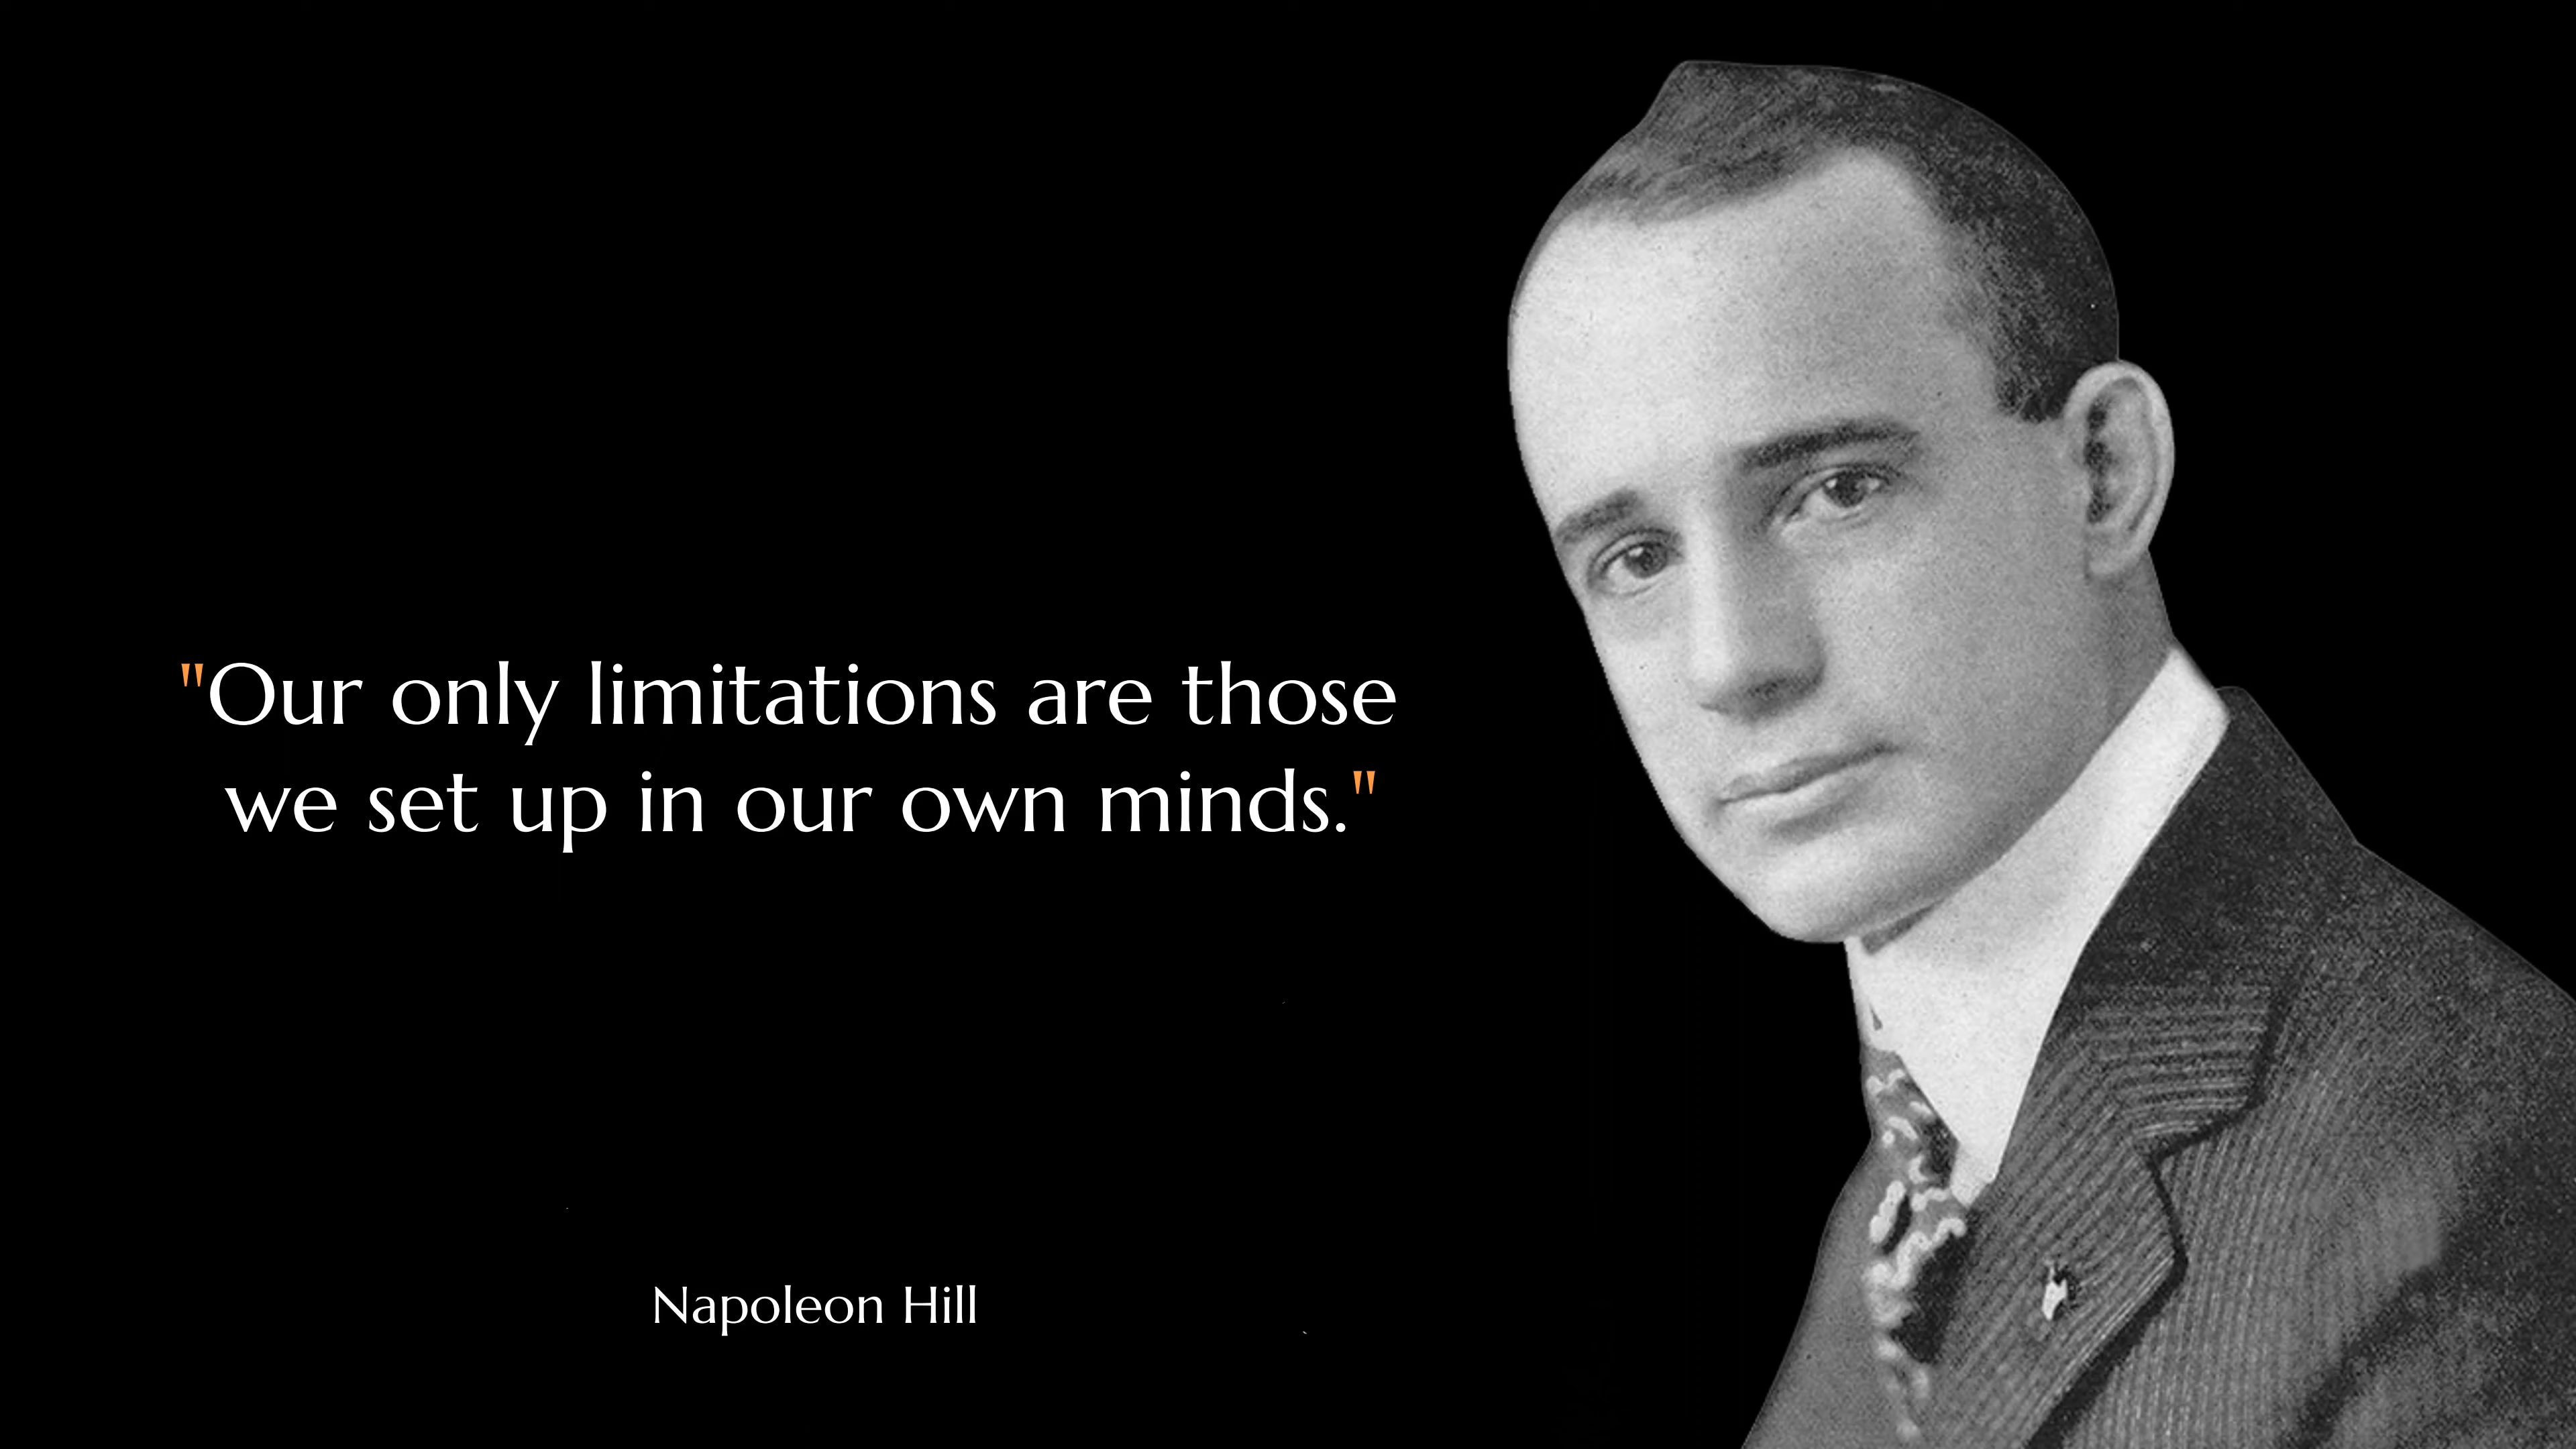 "Our only limitations are those
we set up in our own minds."
Napoleon Hill